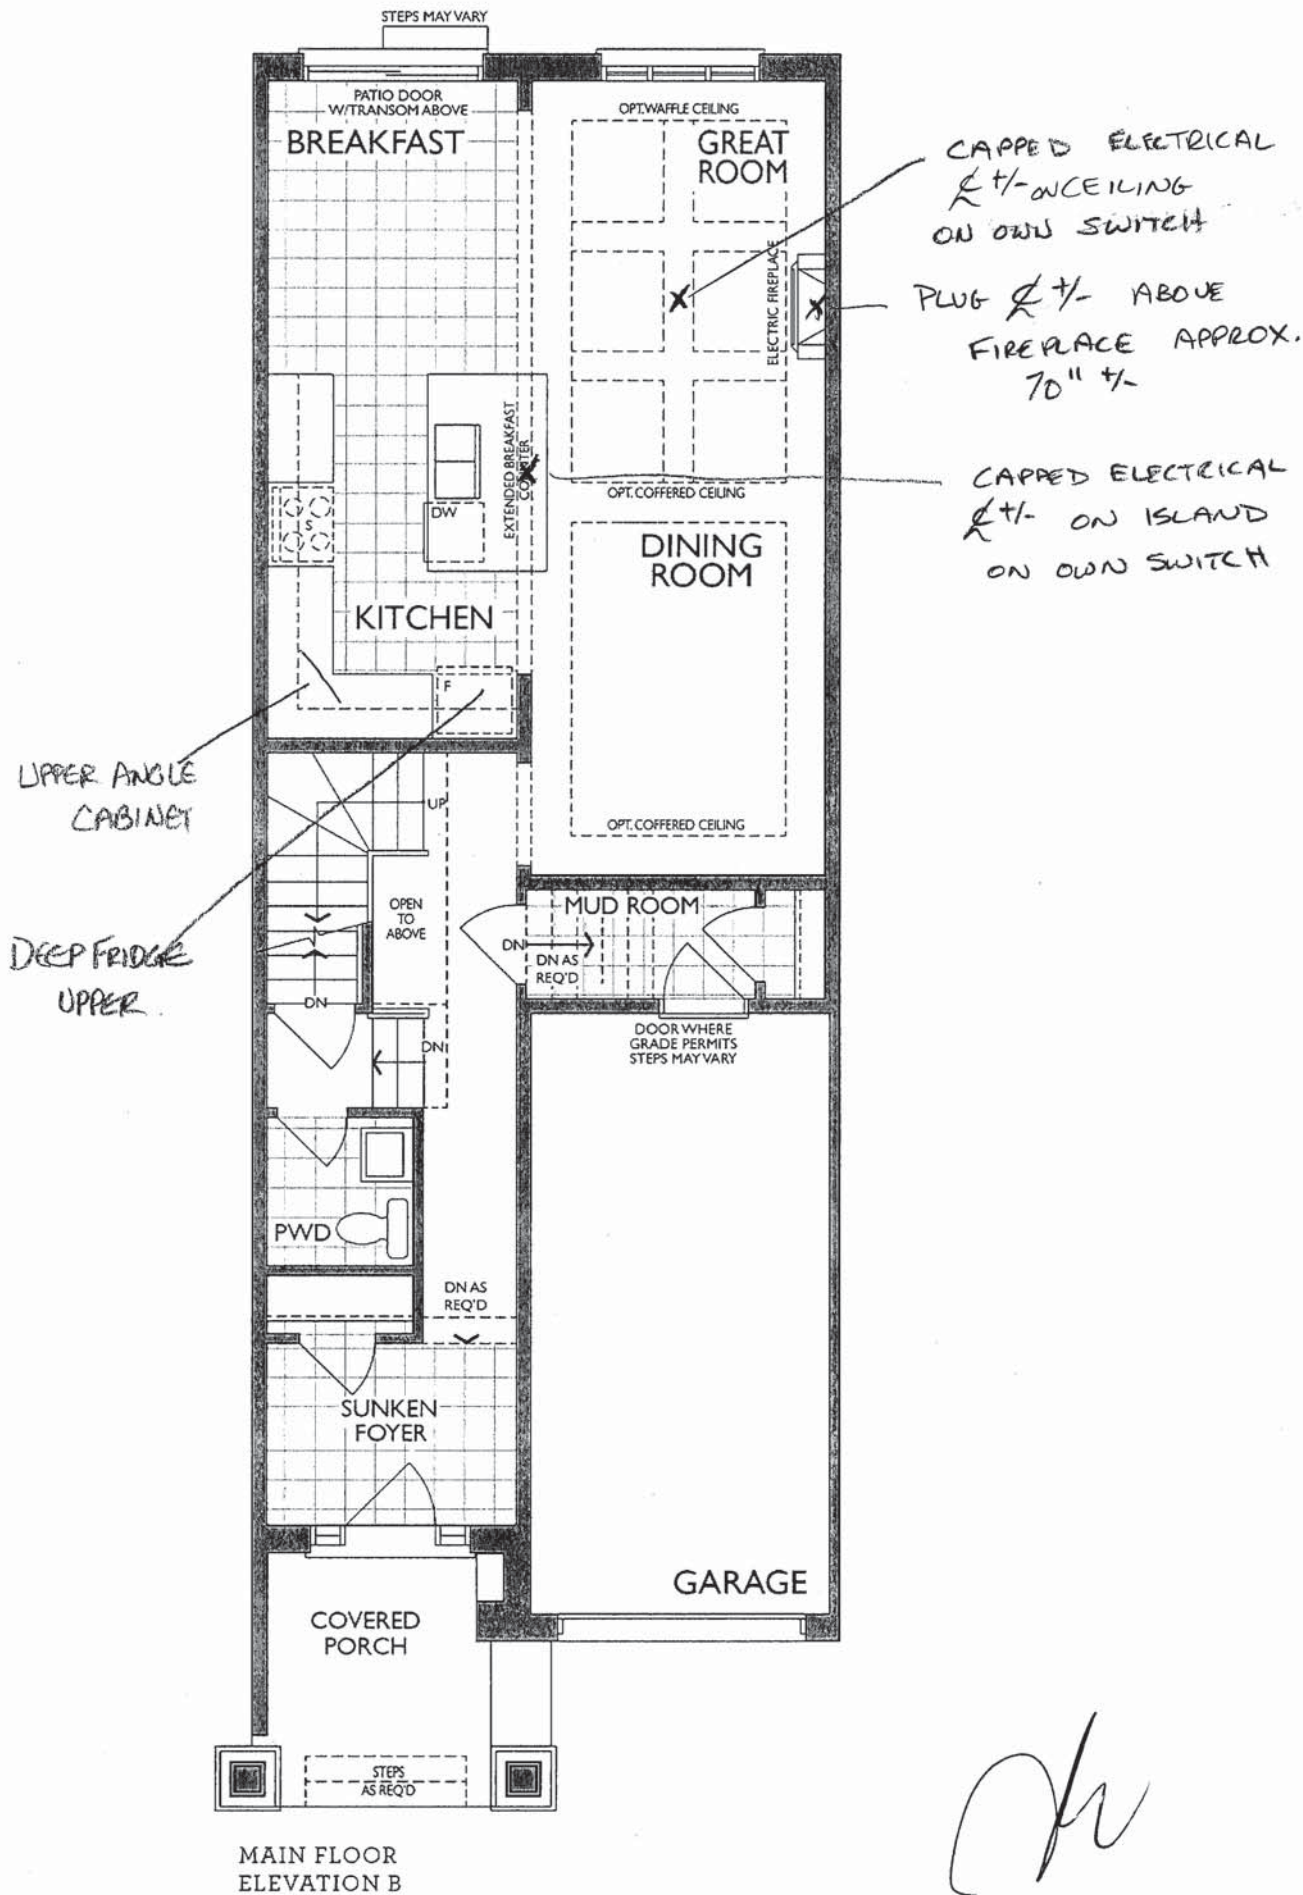 STEPS MAY VARY
PATIO DOOR
W/TRANSOM ABOVE
BREAKFAST
OPT. WAFFLE CEILING
GREAT
ROOM
CAPPED ELECTRICAL
℄ +/- ON CEILING
ON OWN SWITCH
ELECTRIC FIREPLACE
PLUG ℄ +/- ABOVE
FIREPLACE APPROX.
70" +/-
EXTENDED BREAKFAST
COUNTER
OPT. COFFERED CEILING
CAPPED ELECTRICAL
℄ +/- ON ISLAND
ON OWN SWITCH
S
DW
DINING
ROOM
KITCHEN
F
UPPER ANGLE
CABINET
UP
OPT. COFFERED CEILING
OPEN
TO
ABOVE
MUD ROOM
DN
DN AS
REQ'D
DEEP FRIDGE
UPPER.
DN
DN
DOOR WHERE
GRADE PERMITS
STEPS MAY VARY
PWD
DN AS
REQ'D
SUNKEN
FOYER
GARAGE
COVERED
PORCH
STEPS
AS REQ'D
MAIN FLOOR
ELEVATION B